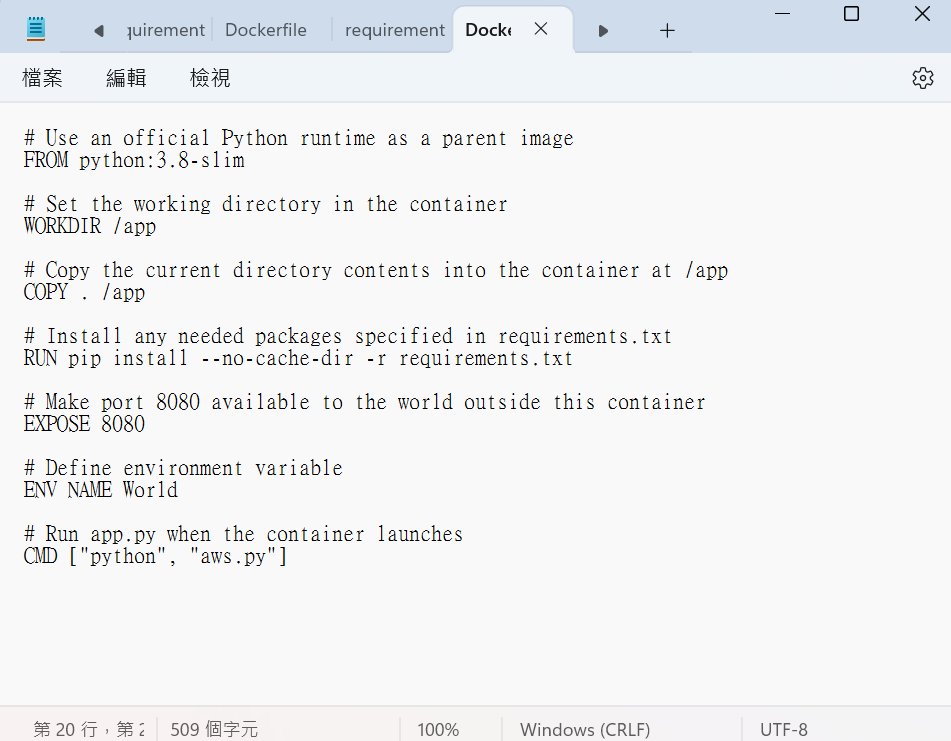 quirement
Dockerfile
requirement
Docke
檔案
編輯
檢視
# Use an official Python runtime as a parent image
FROM python:3.8-slim
# Set the working directory in the container
WORKDIR /app
# Copy the current directory contents into the container at /app
COPY . /app
# Install any needed packages specified in requirements.txt
RUN pip install --no-cache-dir -r requirements.txt
# Make port 8080 available to the world outside this container
EXPOSE 8080
# Define environment variable
ENV NAME World
# Run app.py when the container launches
CMD ["python", "aws.py"]
第 20 行，第 2
509 個字元
100%
Windows (CRLF)
UTF-8